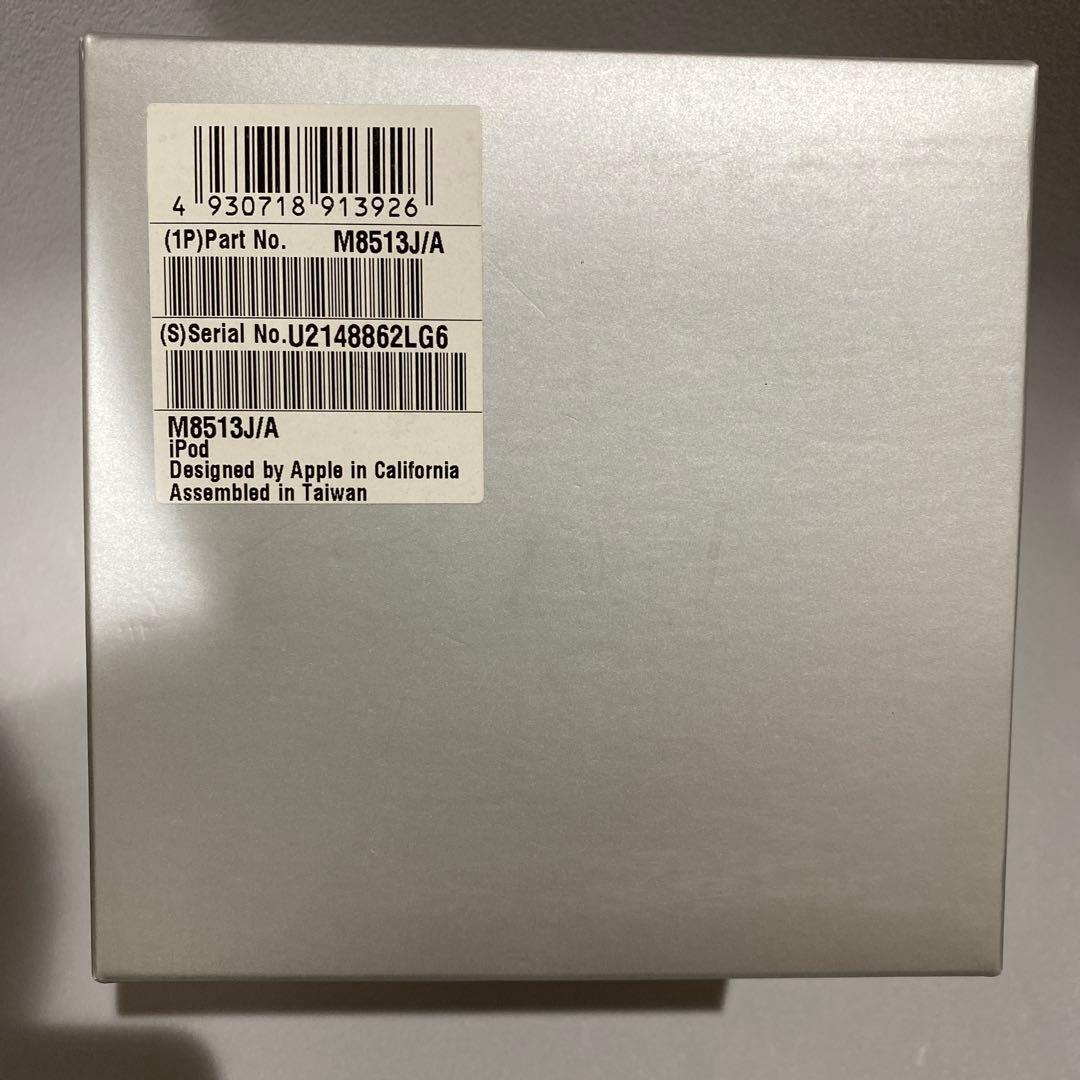 4 930718 913926
(1P)Part No. M8513J/A
(S)Serial No.U2148862LG6
M8513J/A
iPod
Designed by Apple in California
Assembled in Taiwan